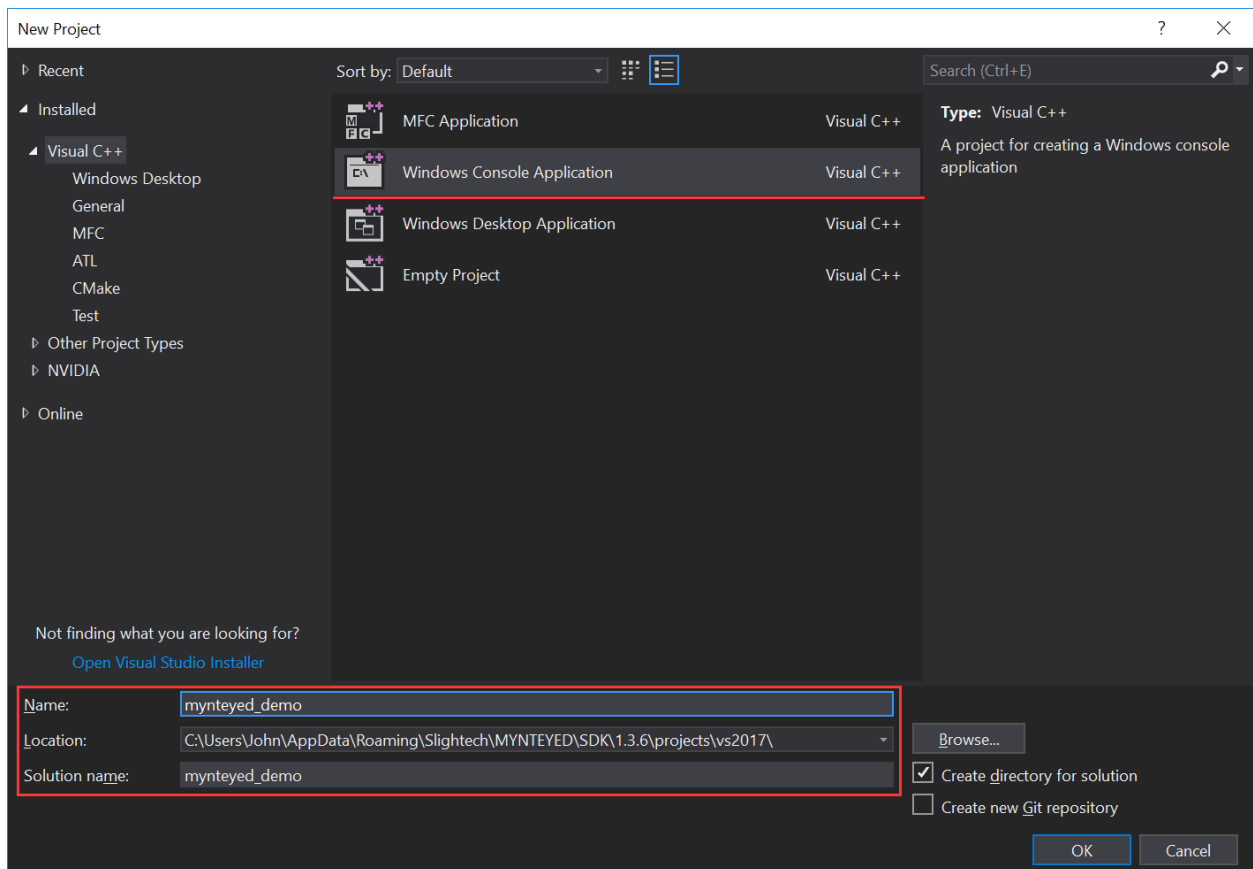 New Project
?
Recent
Installed
Visual C++
Windows Desktop
General
MFC
ATL
CMake
Test
Other Project Types
NVIDIA
Online
Not finding what you are looking for?
Open Visual Studio Installer
Sort by: Default
MFC Application Visual C++
Windows Console Application Visual C++
Windows Desktop Application Visual C++
Empty Project Visual C++
Search (Ctrl+E)
Type: Visual C++
A project for creating a Windows console
application
Name: mynteyed_demo
Location: C:\Users\John\AppData\Roaming\Slightech\MYNTEYED\SDK\1.3.6\projects\vs2017\
Solution name: mynteyed_demo
Browse...
Create directory for solution
Create new Git repository
OK Cancel